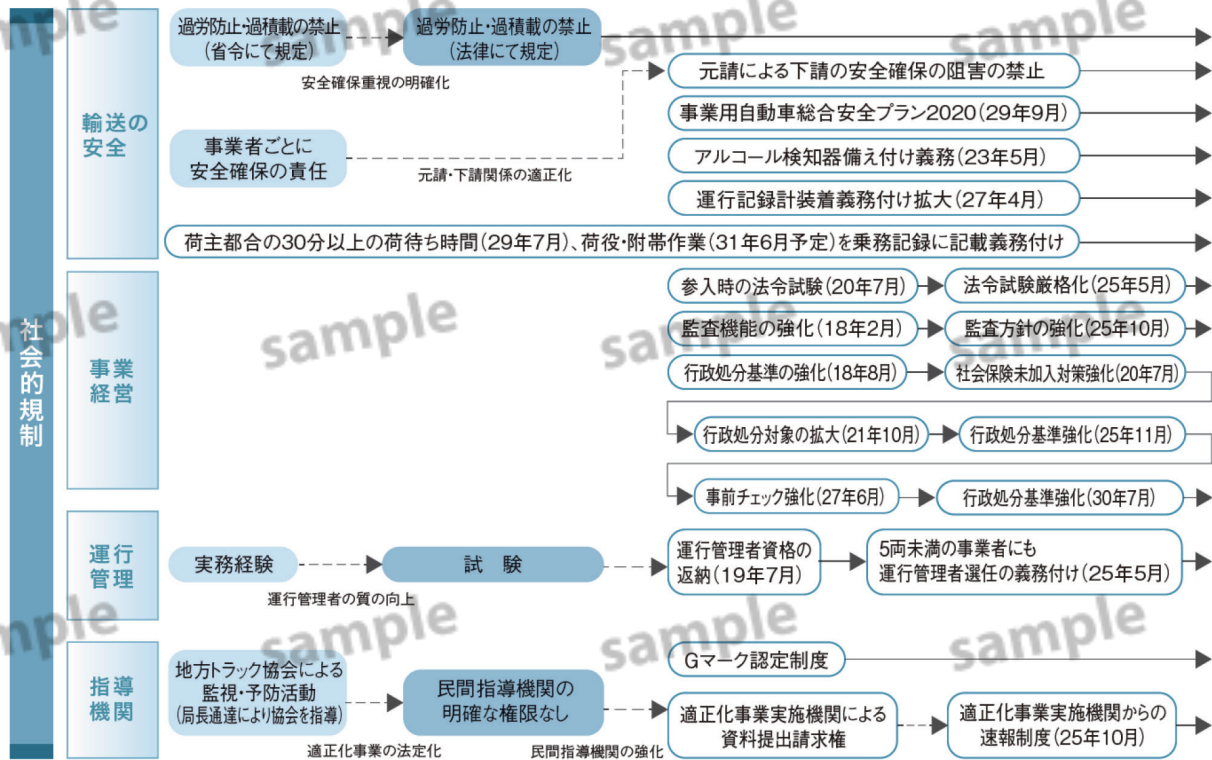 社会的規制
輸送の
安全
過労防止・過積載の禁止
(省令にて規定)
過労防止・過積載の禁止
(法律にて規定)
安全確保重視の明確化
元請による下請の安全確保の阻害の禁止
事業用自動車総合安全プラン2020(29年9月)
事業者ごとに
安全確保の責任
元請・下請関係の適正化
アルコール検知器備え付け義務(23年5月)
運行記録計装着義務付け拡大(27年4月)
荷主都合の30分以上の荷待ち時間(29年7月)、荷役・附帯作業(31年6月予定)を乗務記録に記載義務付け
事業
経営
参入時の法令試験(20年7月)
法令試験厳格化(25年5月)
監査機能の強化(18年2月)
監査方針の強化(25年10月)
行政処分基準の強化(18年8月)
社会保険未加入対策強化(20年7月)
行政処分対象の拡大(21年10月)
行政処分基準強化(25年11月)
事前チェック強化(27年6月)
行政処分基準強化(30年7月)
運行
管理
実務経験
試 験
運行管理者の質の向上
運行管理者資格の
返納(19年7月)
5両未満の事業者にも
運行管理者選任の義務付け(25年5月)
指導
機関
地方トラック協会による
監視・予防活動
(局長通達により協会を指導)
民間指導機関の
明確な権限なし
適正化事業の法定化
民間指導機関の強化
Gマーク認定制度
適正化事業実施機関による
資料提出請求権
適正化事業実施機関からの
速報制度(25年10月)
sample
sample
sample
sample
sample
sample
sample
sample
sample
sample
sample
sample